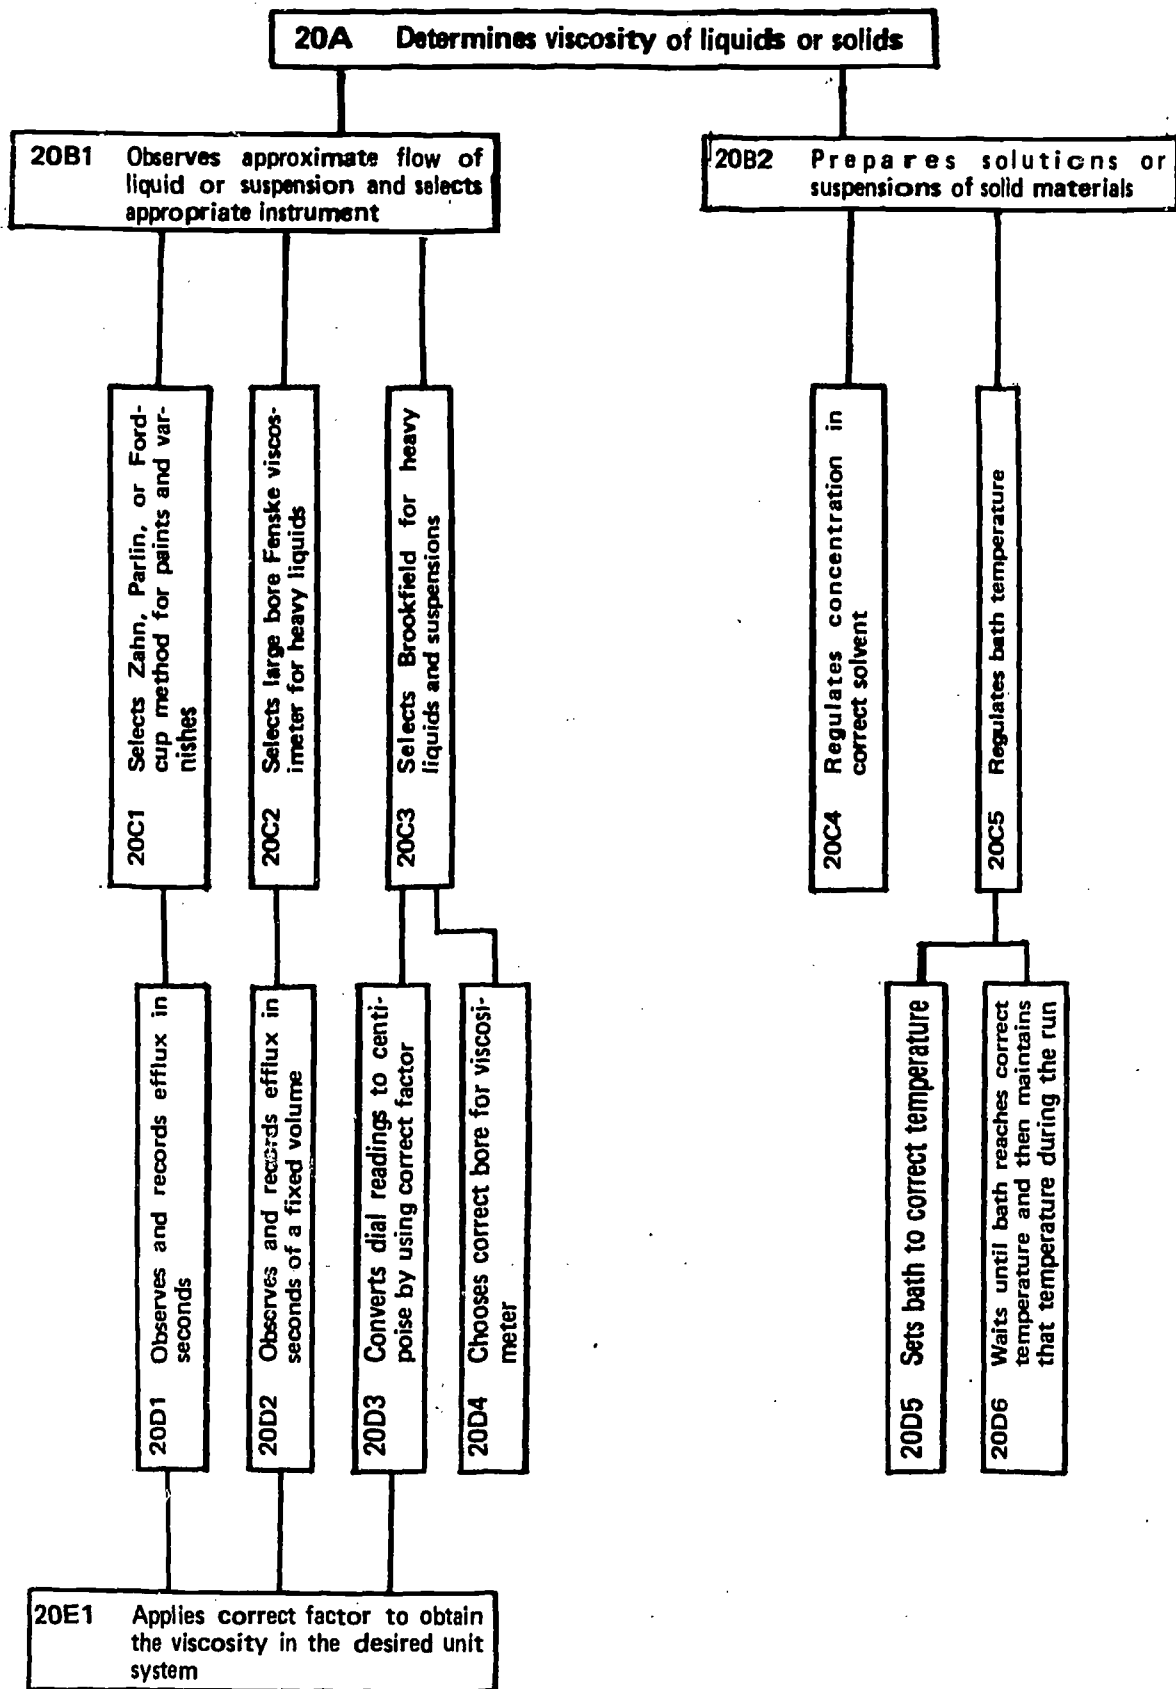 20A Determines viscosity of liquids or solids
20B1 Observes approximate flow of
liquid or suspension and selects
appropriate instrument
20B2 Prepares solutions or
suspensions of solid materials
20C1 Selects Zahn, Parlin, or Ford-
cup method for paints and var-
nishes
20C2 Selects large bore Fenske viscos-
imeter for heavy liquids
20C3 Selects Brookfield for heavy
liquids and suspensions
20C4 Regulates concentration in
correct solvent
20C5 Regulates bath temperature
20D1 Observes and records efflux in
seconds
20D2 Observes and records efflux in
seconds of a fixed volume
20D3 Converts dial readings to centi-
poise by using correct factor
20D4 Chooses correct bore for viscosi-
meter
20D5 Sets bath to correct temperature
20D6 Waits until bath reaches correct
temperature and then maintains
that temperature during the run
20E1 Applies correct factor to obtain
the viscosity in the desired unit
system